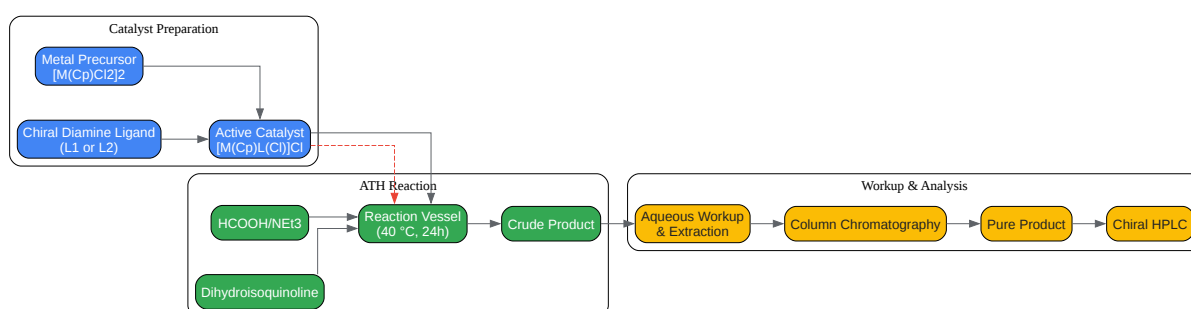 Catalyst Preparation
Metal Precursor
[M(Cp)Cl2]2
Chiral Diamine Ligand
(L1 or L2)
Active Catalyst
[M(Cp)L(Cl)]Cl
ATH Reaction
HCOOH/NEt3
Dihydroisoquinoline
Reaction Vessel
(40 °C, 24h)
Crude Product
Workup & Analysis
Aqueous Workup
& Extraction
Column Chromatography
Pure Product
Chiral HPLC